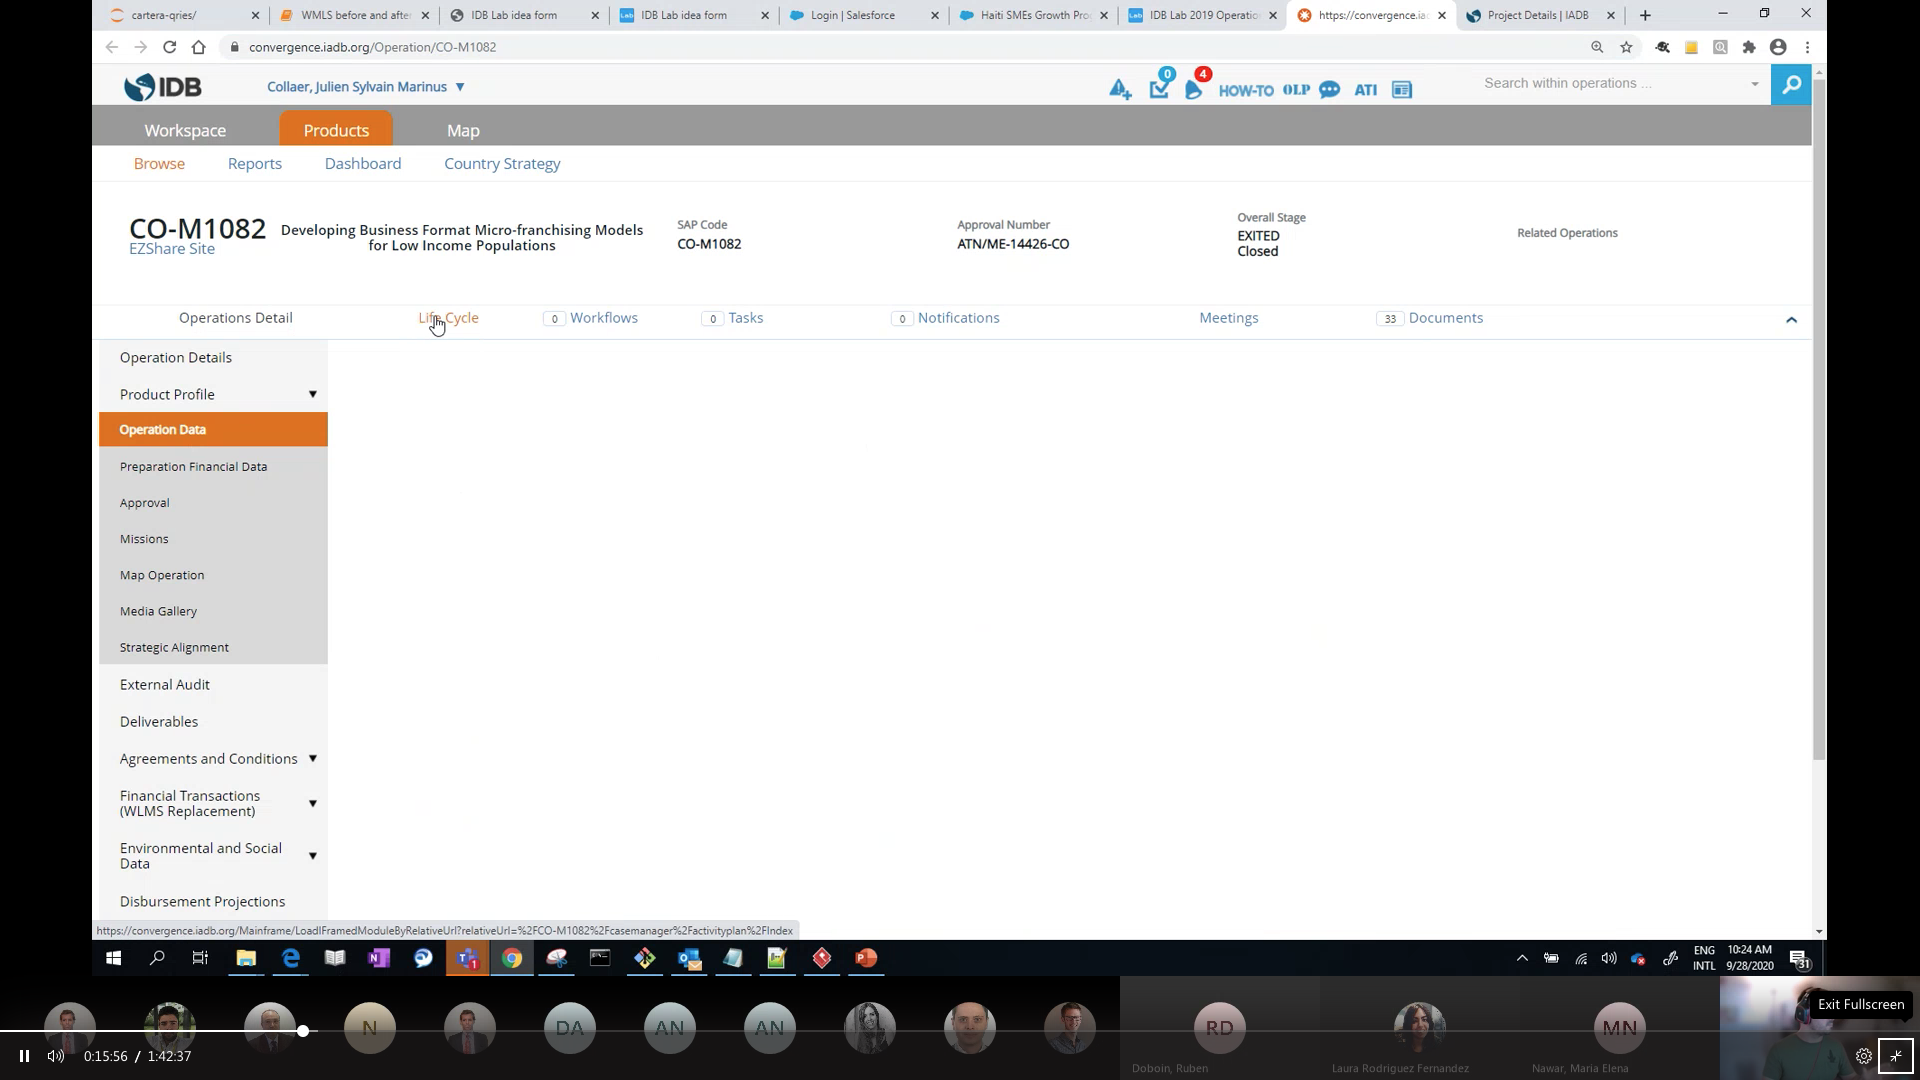 cartera-qries/
WMLS before and after
IDB Lab idea form
IDB Lab idea form
Login | Salesforce
Haiti SMEs Growth Pro
IDB Lab 2019 Operatio
https://convergence.ia
Project Details | IADB
convergence.iadb.org/Operation/CO-M1082
IDB
Collaer, Julien Sylvain Marinus
0
4
HOW-TO
OLP
ATI
Search within operations ...
Workspace
Products
Map
Browse
Reports
Dashboard
Country Strategy
CO-M1082
EZShare Site
Developing Business Format Micro-franchising Models
for Low Income Populations
SAP Code
CO-M1082
Approval Number
ATN/ME-14426-CO
Overall Stage
EXITED
Closed
Related Operations
Operations Detail
Life Cycle
0 Workflows
0 Tasks
0 Notifications
Meetings
33 Documents
Operation Details
Product Profile
Operation Data
Preparation Financial Data
Approval
Missions
Map Operation
Media Gallery
Strategic Alignment
External Audit
Deliverables
Agreements and Conditions
Financial Transactions
(WLMS Replacement)
Environmental and Social
Data
Disbursement Projections
https://convergence.iadb.org/Mainframe/LoadIFramedModuleByRelativeUrl?relativeUrl=%2FCO-M1082%2Fcasemanager%2Factivityplan%2FIndex
ENG
INTL
10:24 AM
9/28/2020
31
N
DA
AN
AN
RD
MN
Exit Fullscreen
0:15:56 / 1:42:37
Doboin, Ruben
Laura Rodriguez Fernandez
Nawar, Maria Elena